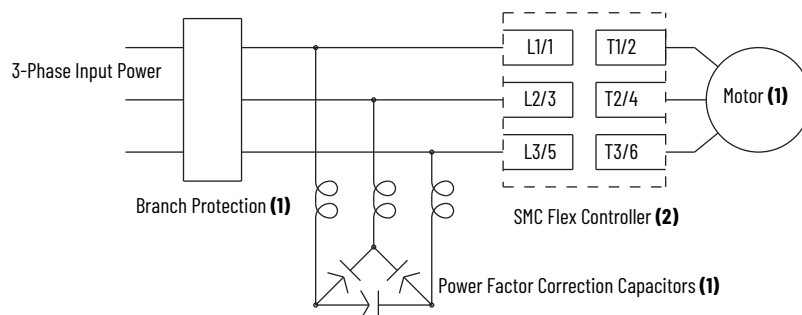 3-Phase Input Power
L1/1
T1/2
L2/3
T2/4
Motor (1)
L3/5
T3/6
Branch Protection (1)
SMC Flex Controller (2)
Power Factor Correction Capacitors (1)